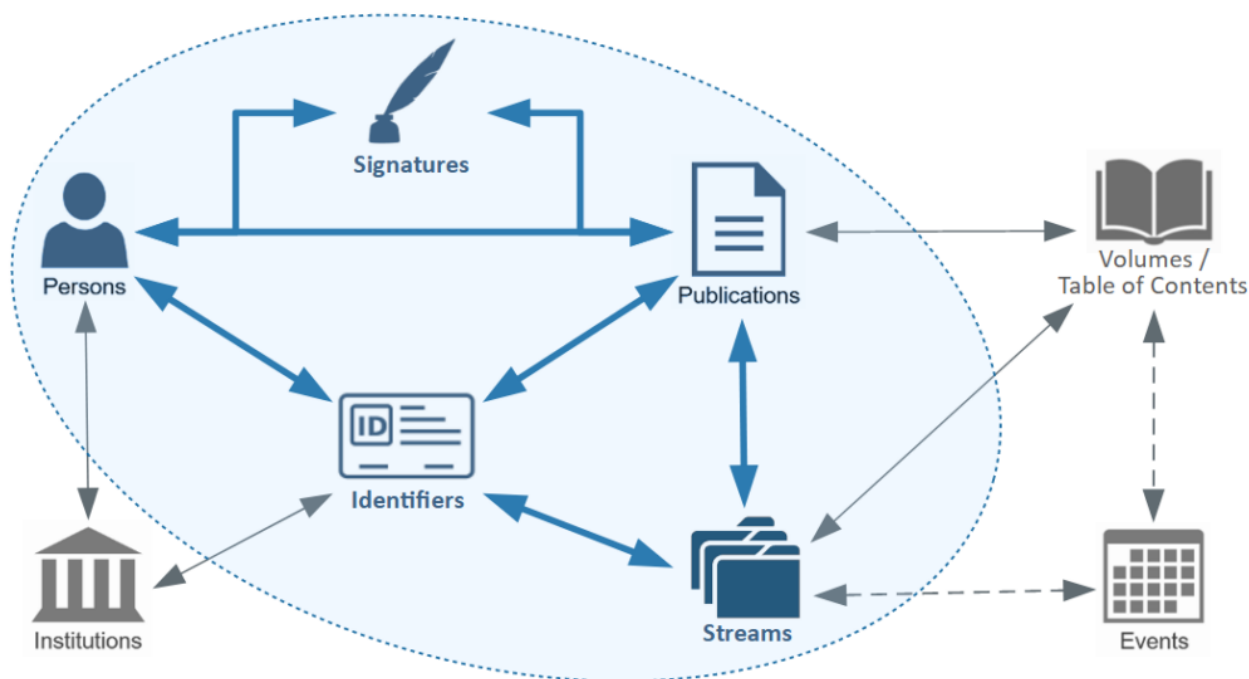 Signatures
Persons
Publications
Volumes /
Table of Contents
ID
Identifiers
Institutions
Streams
Events